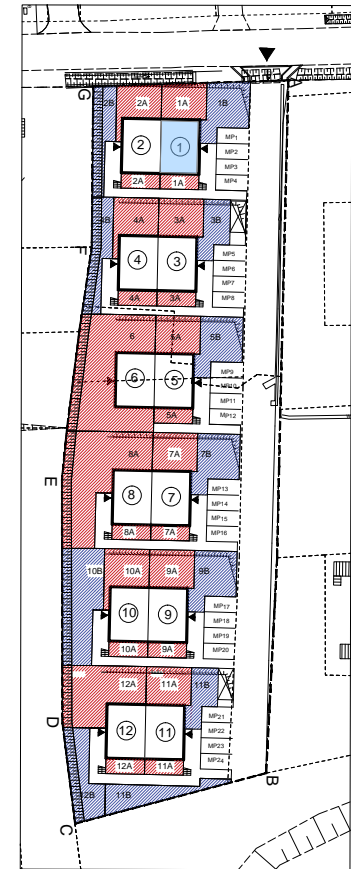 2B 2A 1A 1B
G
2 1
MP1
MP2
MP3
MP4
2A 1A
4A 3A 3B
F
4 3
MP5
MP6
MP7
MP8
4A 3A
6 5A 5B
6 5
MP9
MP10
MP11
MP12
5A
8A 7A 7B
E
8 7
MP13
MP14
MP15
MP16
8A 7A
10B 10A 9A 9B
10 9
MP17
MP18
MP19
MP20
10A 9A
12A 11A 11B
D
12 11
MP21
MP22
MP23
MP24
12A 11A
B
12B 11B
C